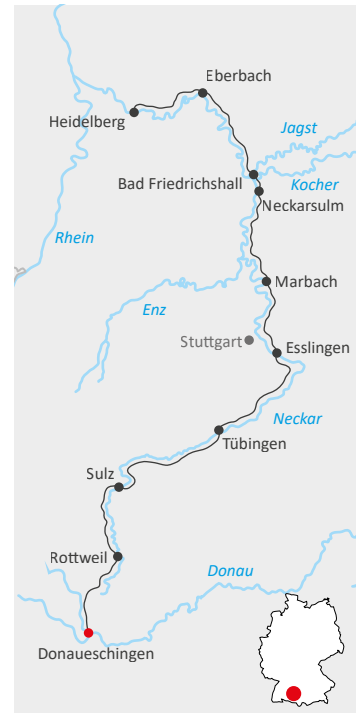 Eberbach
Heidelberg
Jagst
Bad Friedrichshall
Kocher
Neckarsulm
Rhein
Marbach
Enz
Stuttgart
Esslingen
Neckar
Tübingen
Sulz
Rottweil
Donau
Donaueschingen